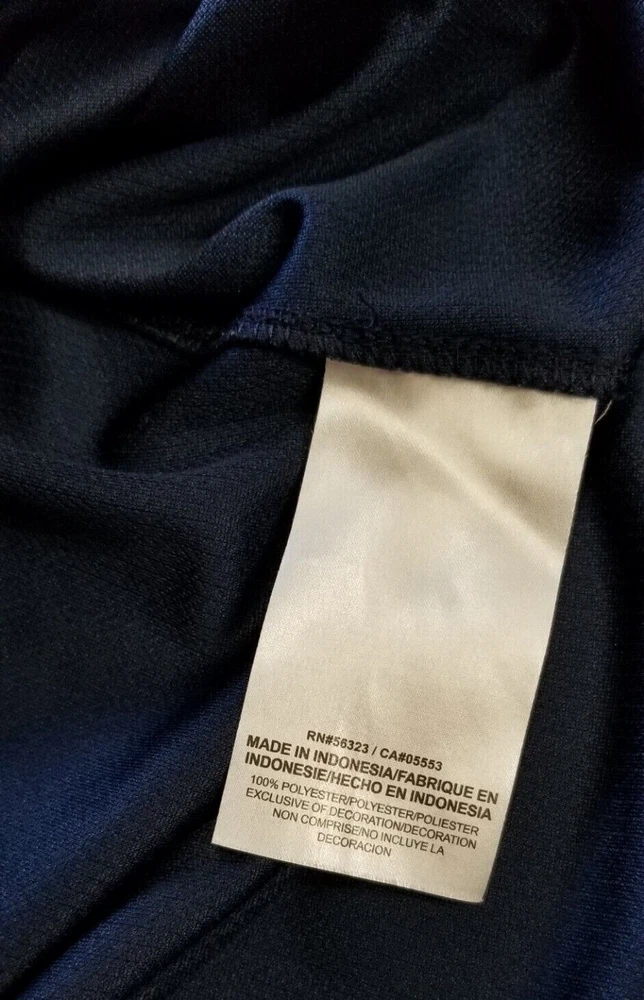 RN#56323 / CA#05553
MADE IN INDONESIA/FABRIQUE EN
INDONESIE/HECHO EN INDONESIA
100% POLYESTER/POLYESTER/POLIESTER
EXCLUSIVE OF DECORATION/DECORATION
NON COMPRISE/NO INCLUYE LA
DECORACION